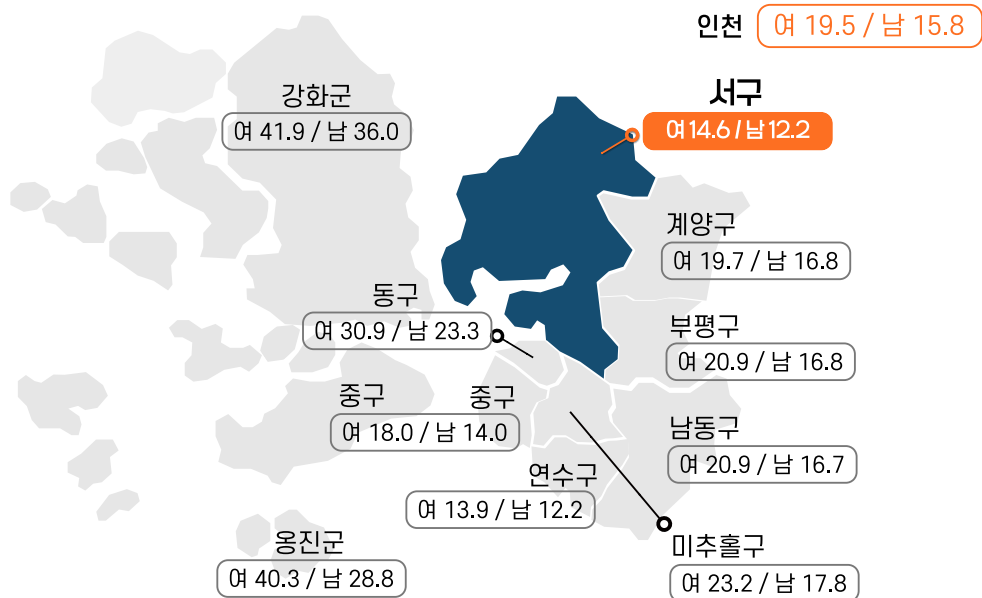 인천 여 19.5 / 남 15.8
서구
여 14.6 / 남 12.2
강화군
여 41.9 / 남 36.0
계양구
여 19.7 / 남 16.8
동구
여 30.9 / 남 23.3
부평구
여 20.9 / 남 16.8
중구 중구
여 18.0 / 남 14.0
남동구
여 20.9 / 남 16.7
연수구
여 13.9 / 남 12.2
옹진군
여 40.3 / 남 28.8
미추홀구
여 23.2 / 남 17.8